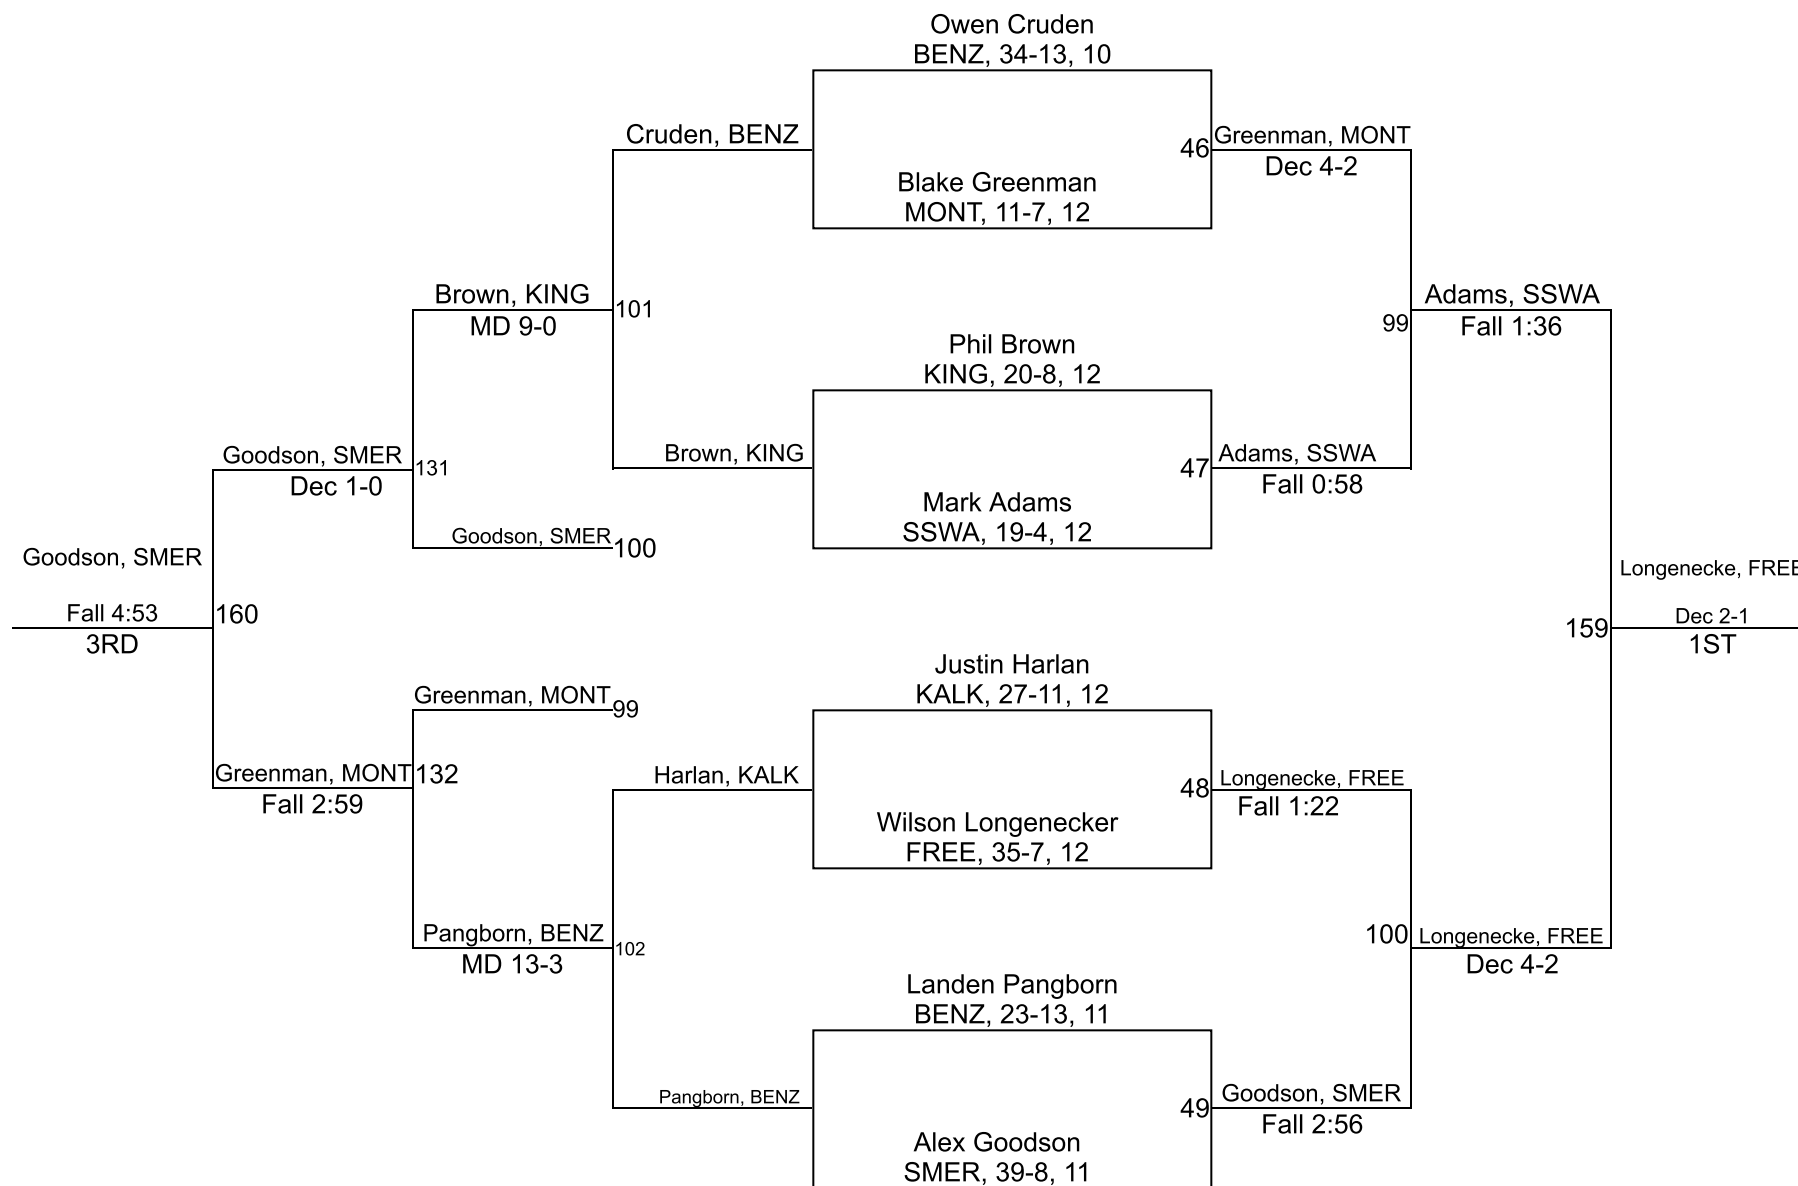 Owen Cruden
BENZ, 34-13, 10
Cruden, BENZ
46
Greenman, MONT
Dec 4-2
Blake Greenman
MONT, 11-7, 12
Brown, KING
MD 9-0
101
99
Adams, SSWA
Fall 1:36
Phil Brown
KING, 20-8, 12
Goodson, SMER
Dec 1-0
131
Brown, KING
47
Adams, SSWA
Fall 0:58
Mark Adams
SSWA, 19-4, 12
Goodson, SMER
100
Goodson, SMER
Fall 4:53
3RD
160
Longenecke, FREE
159
Dec 2-1
1ST
Justin Harlan
KALK, 27-11, 12
Greenman, MONT
99
Greenman, MONT
Fall 2:59
132
Harlan, KALK
48
Longenecke, FREE
Fall 1:22
Wilson Longenecker
FREE, 35-7, 12
Pangborn, BENZ
MD 13-3
102
100
Longenecke, FREE
Dec 4-2
Landen Pangborn
BENZ, 23-13, 11
Pangborn, BENZ
49
Goodson, SMER
Fall 2:56
Alex Goodson
SMER, 39-8, 11